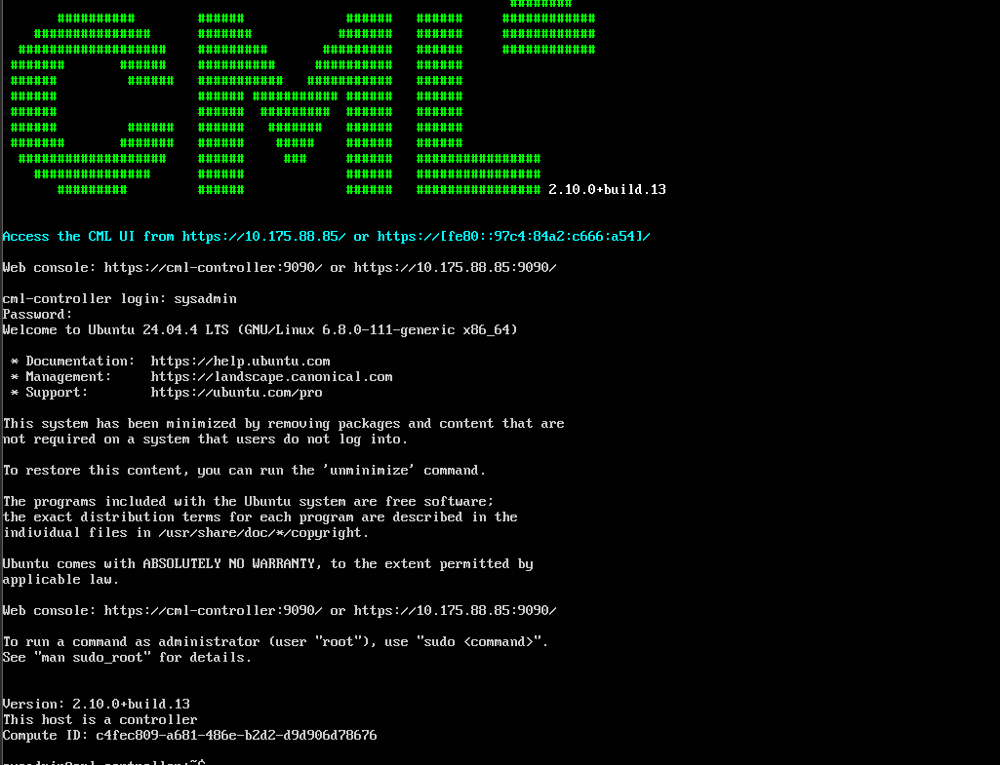 2.10.0+build.13
Access the CML UI from https://10.175.88.85/ or https://[fe80::97c4:84a2:c666:a54]/
Web console: https://cml-controller:9090/ or https://10.175.88.85:9090/
cml-controller login: sysadmin
Password:
Welcome to Ubuntu 24.04.4 LTS (GNU/Linux 6.8.0-111-generic x86_64)
* Documentation:  https://help.ubuntu.com
* Management:     https://landscape.canonical.com
* Support:        https://ubuntu.com/pro
This system has been minimized by removing packages and content that are
not required on a system that users do not log into.
To restore this content, you can run the 'unminimize' command.
The programs included with the Ubuntu system are free software;
the exact distribution terms for each program are described in the
individual files in /usr/share/doc/*/copyright.
Ubuntu comes with ABSOLUTELY NO WARRANTY, to the extent permitted by
applicable law.
Web console: https://cml-controller:9090/ or https://10.175.88.85:9090/
To run a command as administrator (user "root"), use "sudo <command>".
See "man sudo_root" for details.
Version: 2.10.0+build.13
This host is a controller
Compute ID: c4fec809-a681-486e-b2d2-d9d906d78676
sysadmin@cml-controller:~$